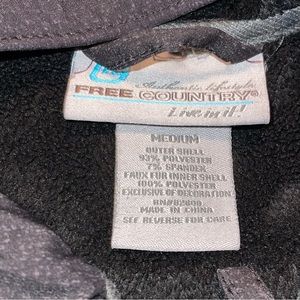 Authentic Lifestyle
FREE COUNTRY®
Live in it!
MEDIUM
OUTER SHELL
93% POLYESTER
7% SPANDEX
FAUX FUR INNER SHELL
100% POLYESTER
EXCLUSIVE OF DECORATION
MADE IN CHINA
SEE REVERSE FOR CARE